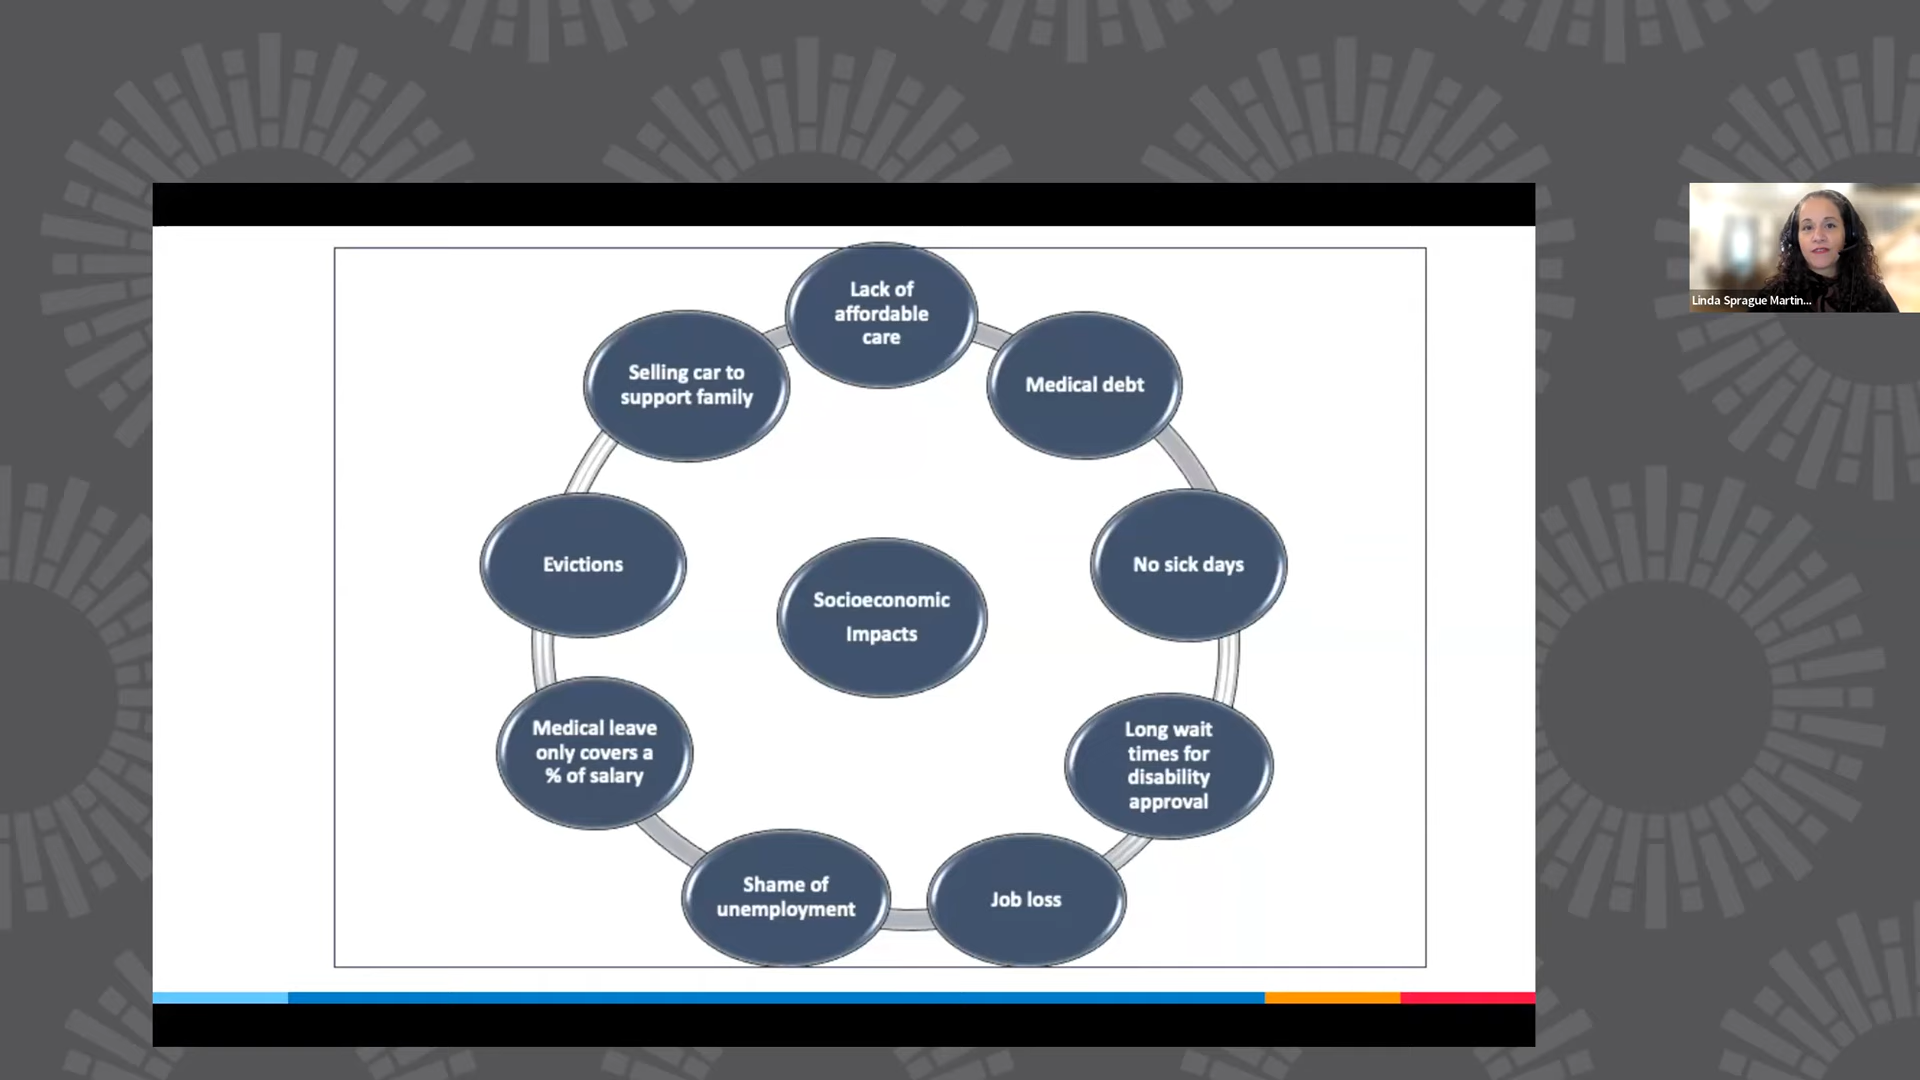 Lack of
affordable
care
Selling car to
support family
Medical debt
Evictions
No sick days
Socioeconomic
Impacts
Medical leave
only covers a
% of salary
Long wait
times for
disability
approval
Shame of
unemployment
Job loss
Linda Sprague Martin...